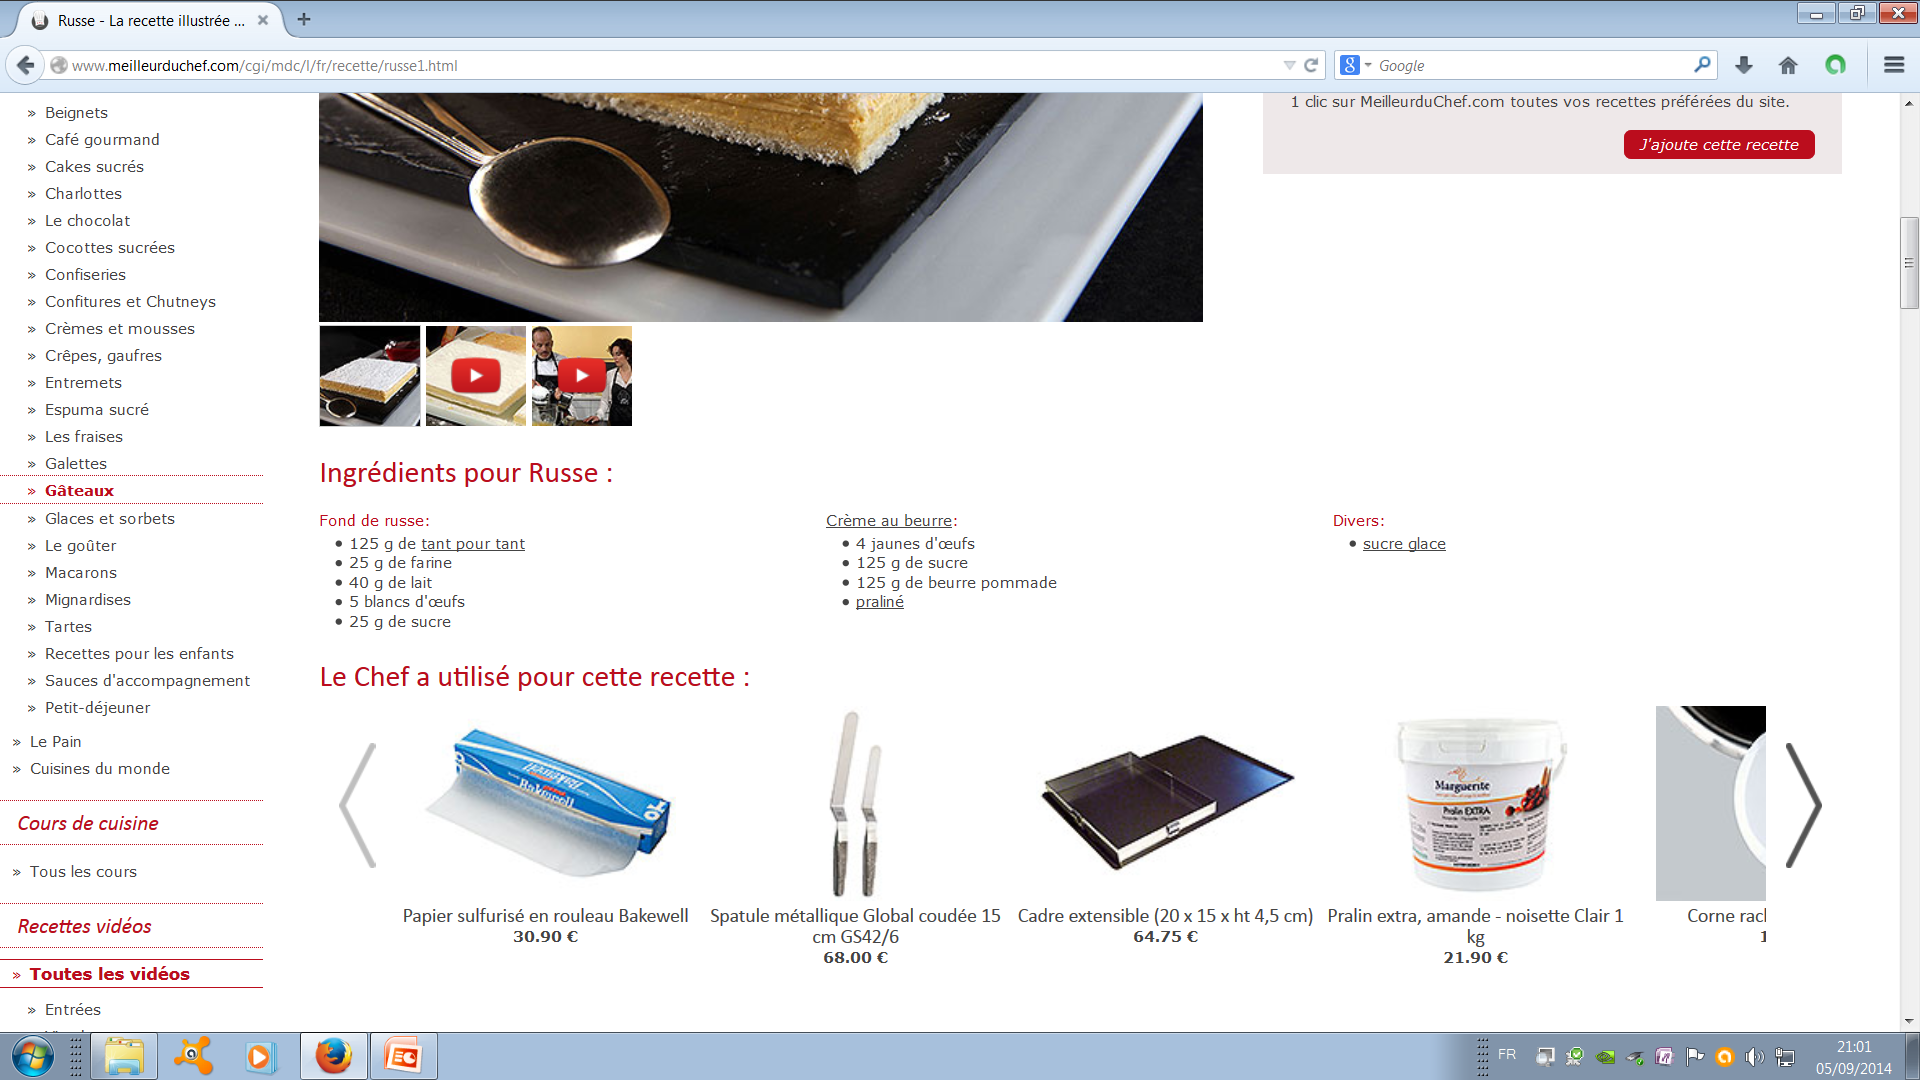 Russe - La recette illustrée ...
www.meilleurduchef.com/cgi/mdc/l/fr/recette/russe1.html
Google
» Beignets
» Café gourmand
» Cakes sucrés
» Charlottes
» Le chocolat
» Cocottes sucrées
» Confiseries
» Confitures et Chutneys
» Crèmes et mousses
» Crêpes, gaufres
» Entremets
» Espuma sucré
» Les fraises
» Galettes
» Gâteaux
» Glaces et sorbets
» Le goûter
» Macarons
» Mignardises
» Tartes
» Recettes pour les enfants
» Sauces d'accompagnement
» Petit-déjeuner
» Le Pain
» Cuisines du monde
Cours de cuisine
» Tous les cours
Recettes vidéos
» Toutes les vidéos
» Entrées
1 clic sur MeilleurduChef.com toutes vos recettes préférées du site.
J'ajoute cette recette
Ingrédients pour Russe :
Fond de russe:
• 125 g de tant pour tant
• 25 g de farine
• 40 g de lait
• 5 blancs d'œufs
• 25 g de sucre
Crème au beurre:
• 4 jaunes d'œufs
• 125 g de sucre
• 125 g de beurre pommade
• praliné
Divers:
• sucre glace
Le Chef a utilisé pour cette recette :
Bakewell
Marguerite
Pralin EXTRA
Papier sulfurisé en rouleau Bakewell
30.90 €
Spatule métallique Global coudée 15
cm GS42/6
68.00 €
Cadre extensible (20 x 15 x ht 4,5 cm)
64.75 €
Pralin extra, amande - noisette Clair 1
kg
21.90 €
Corne racl
1
FR
21:01
05/09/2014